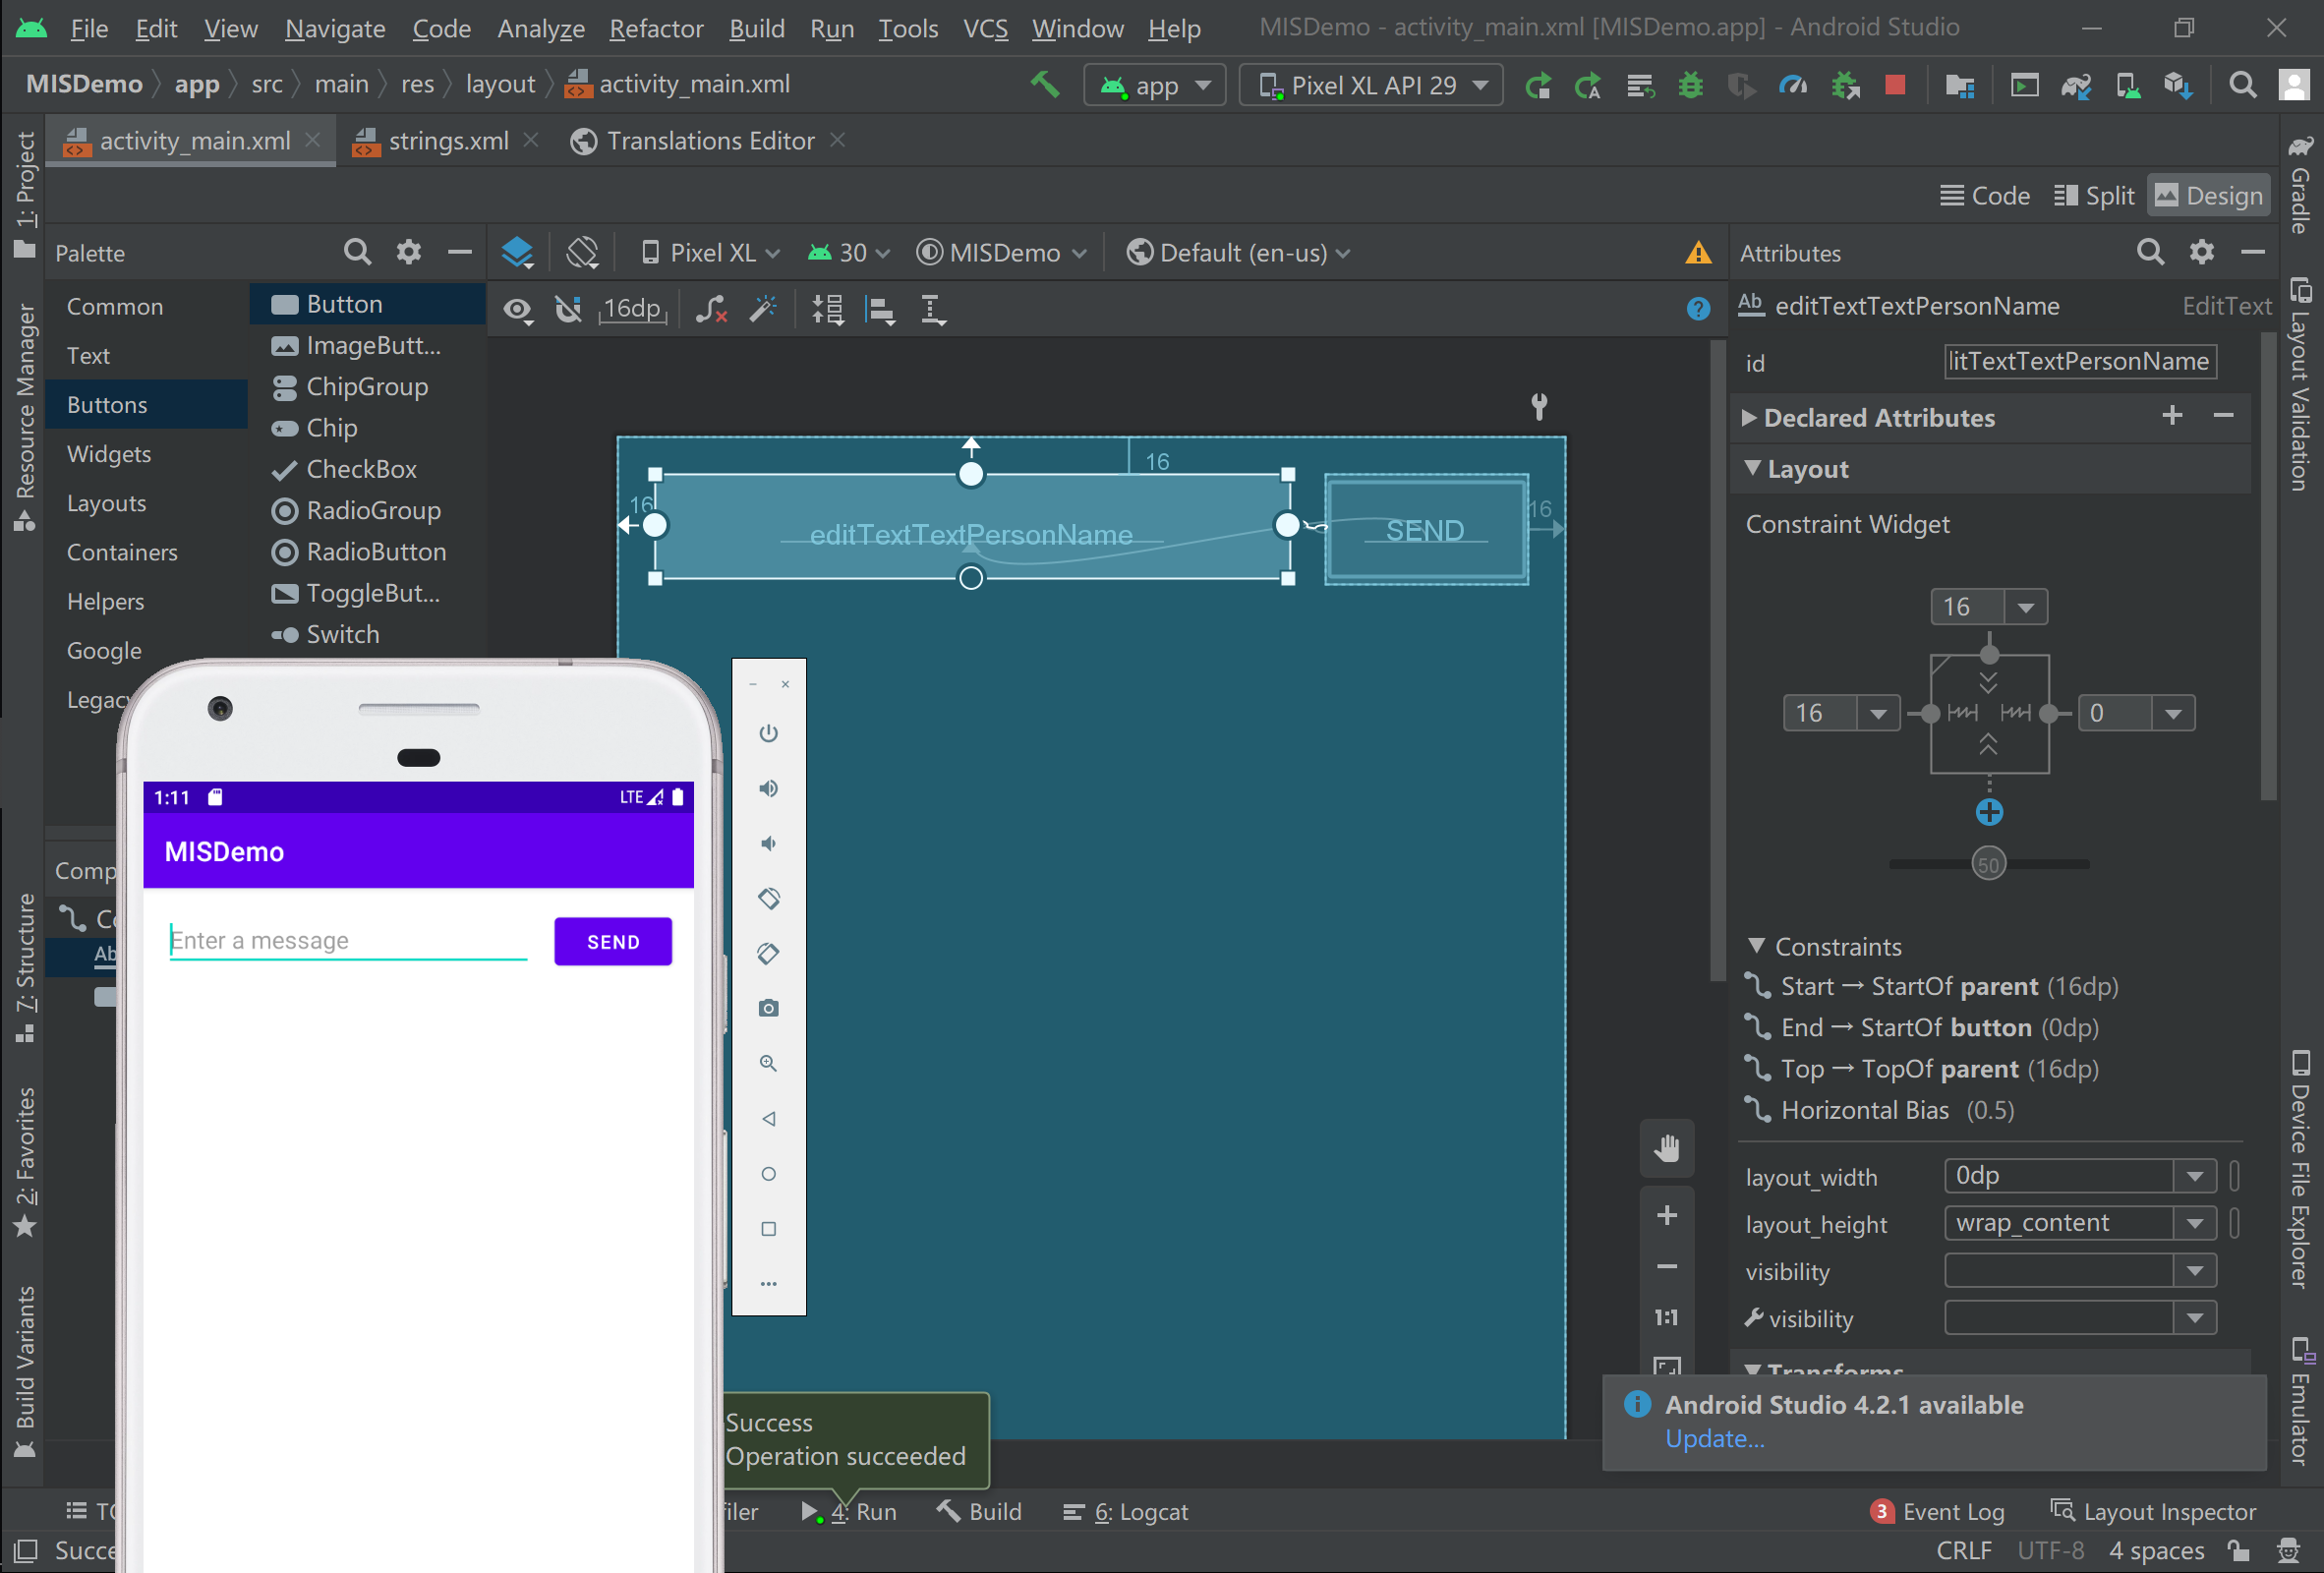 File Edit View Navigate Code Analyze Refactor Build Run Tools VCS Window Help MISDemo - activity_main.xml [MISDemo.app] - Android Studio
MISDemo app src main res layout activity_main.xml app Pixel XL API 29
activity_main.xml strings.xml Translations Editor
Code Split Design
1: Project
Resource Manager
7: Structure
2: Favorites
Build Variants
Palette
Common
Text
Buttons
Widgets
Layouts
Containers
Helpers
Google
Legacy
Button
ImageButt...
ChipGroup
Chip
CheckBox
RadioGroup
RadioButton
ToggleBut...
Switch
Comp
Ab
Pixel XL 30 MISDemo Default (en-us)
16dp
16
16
editTextTextPersonName
SEND
16
1:1
1:11 LTE
MISDemo
Enter a message SEND
Success
Operation succeeded
Attributes
Ab editTextTextPersonName EditText
id itTextTextPersonName
Declared Attributes
Layout
Constraint Widget
16
16 0
50
Constraints
Start → StartOf parent (16dp)
End → StartOf button (0dp)
Top → TopOf parent (16dp)
Horizontal Bias (0.5)
layout_width 0dp
layout_height wrap_content
visibility
visibility
Transforms
Android Studio 4.2.1 available
Update...
Gradle
Layout Validation
Device File Explorer
Emulator
4: Run Build 6: Logcat 3 Event Log Layout Inspector
Succe CRLF UTF-8 4 spaces